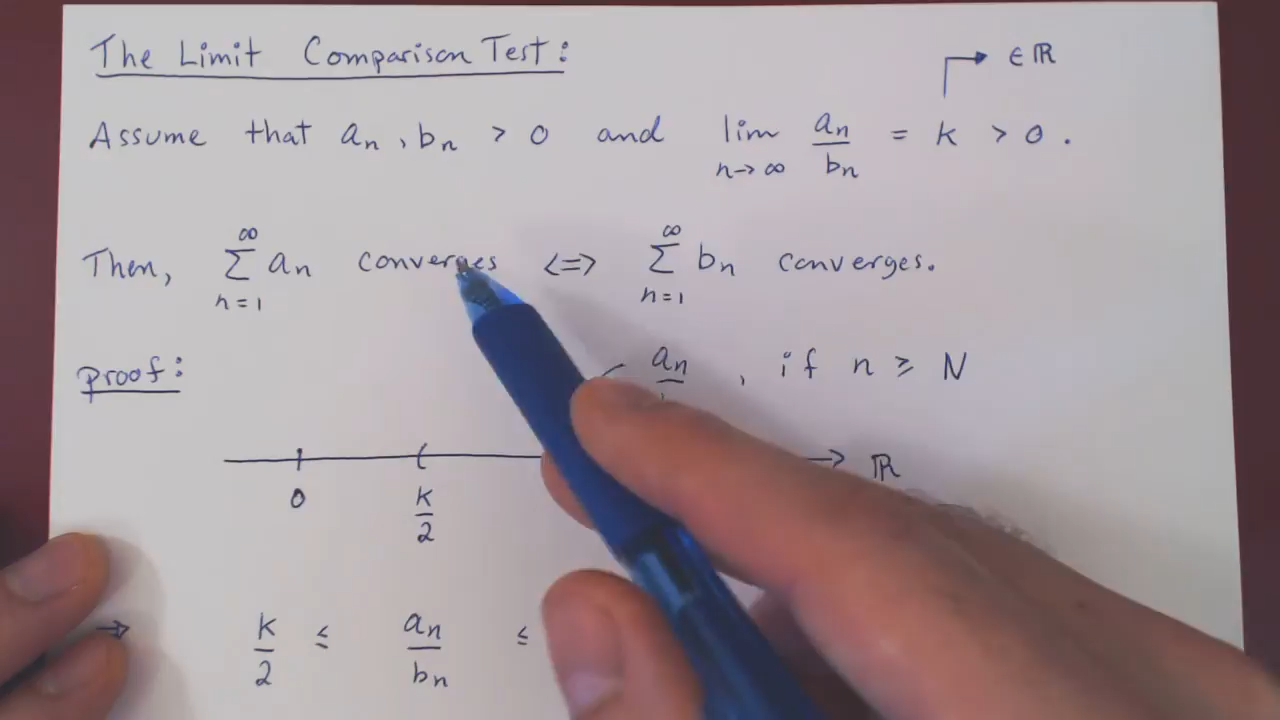 The Limit Comparison Test:
→ ∈ ℝ
Assume that aₙ, bₙ > 0 and lim n→∞ aₙ/bₙ = k > 0.
Then, ∑ n=1 ∞ aₙ converges <=> ∑ n=1 ∞ bₙ converges.
Proof:
aₙ , if n ≥ N
0 k/2 → ℝ
→ k/2 ≤ aₙ/bₙ ≤